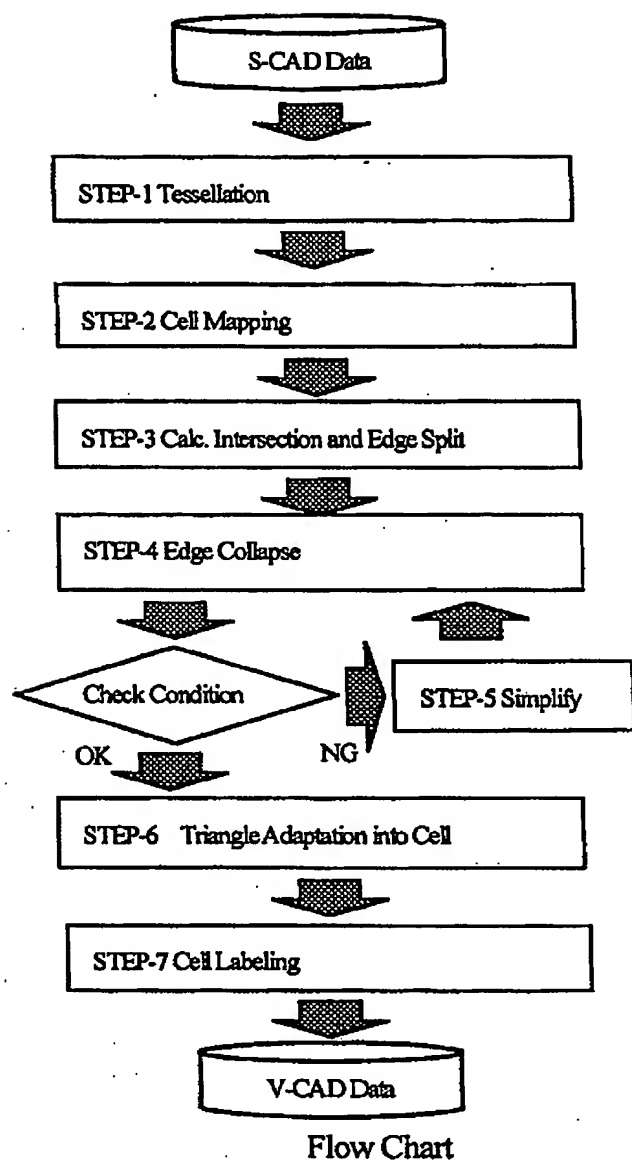 S-CAD Data
STEP-1 Tessellation
STEP-2 Cell Mapping
STEP-3 Calc. Intersection and Edge Split
STEP-4 Edge Collapse
Check Condition
STEP-5 Simplify
OK
NG
STEP-6 Triangle Adaptation into Cell
STEP-7 Cell Labeling
V-CAD Data
Flow Chart